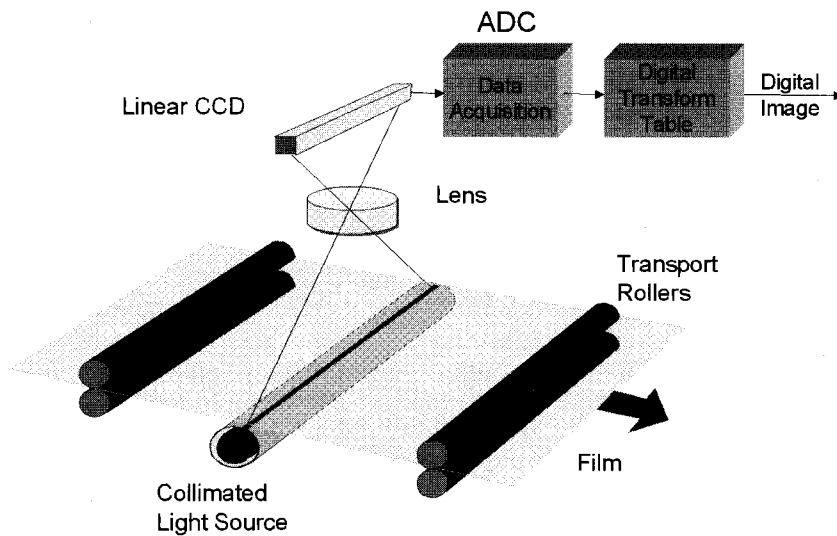 ADC
Linear CCD
Data
Acquisition
Digital
Transform
Table
Digital
Image
Lens
Transport
Rollers
Film
Collimated
Light Source